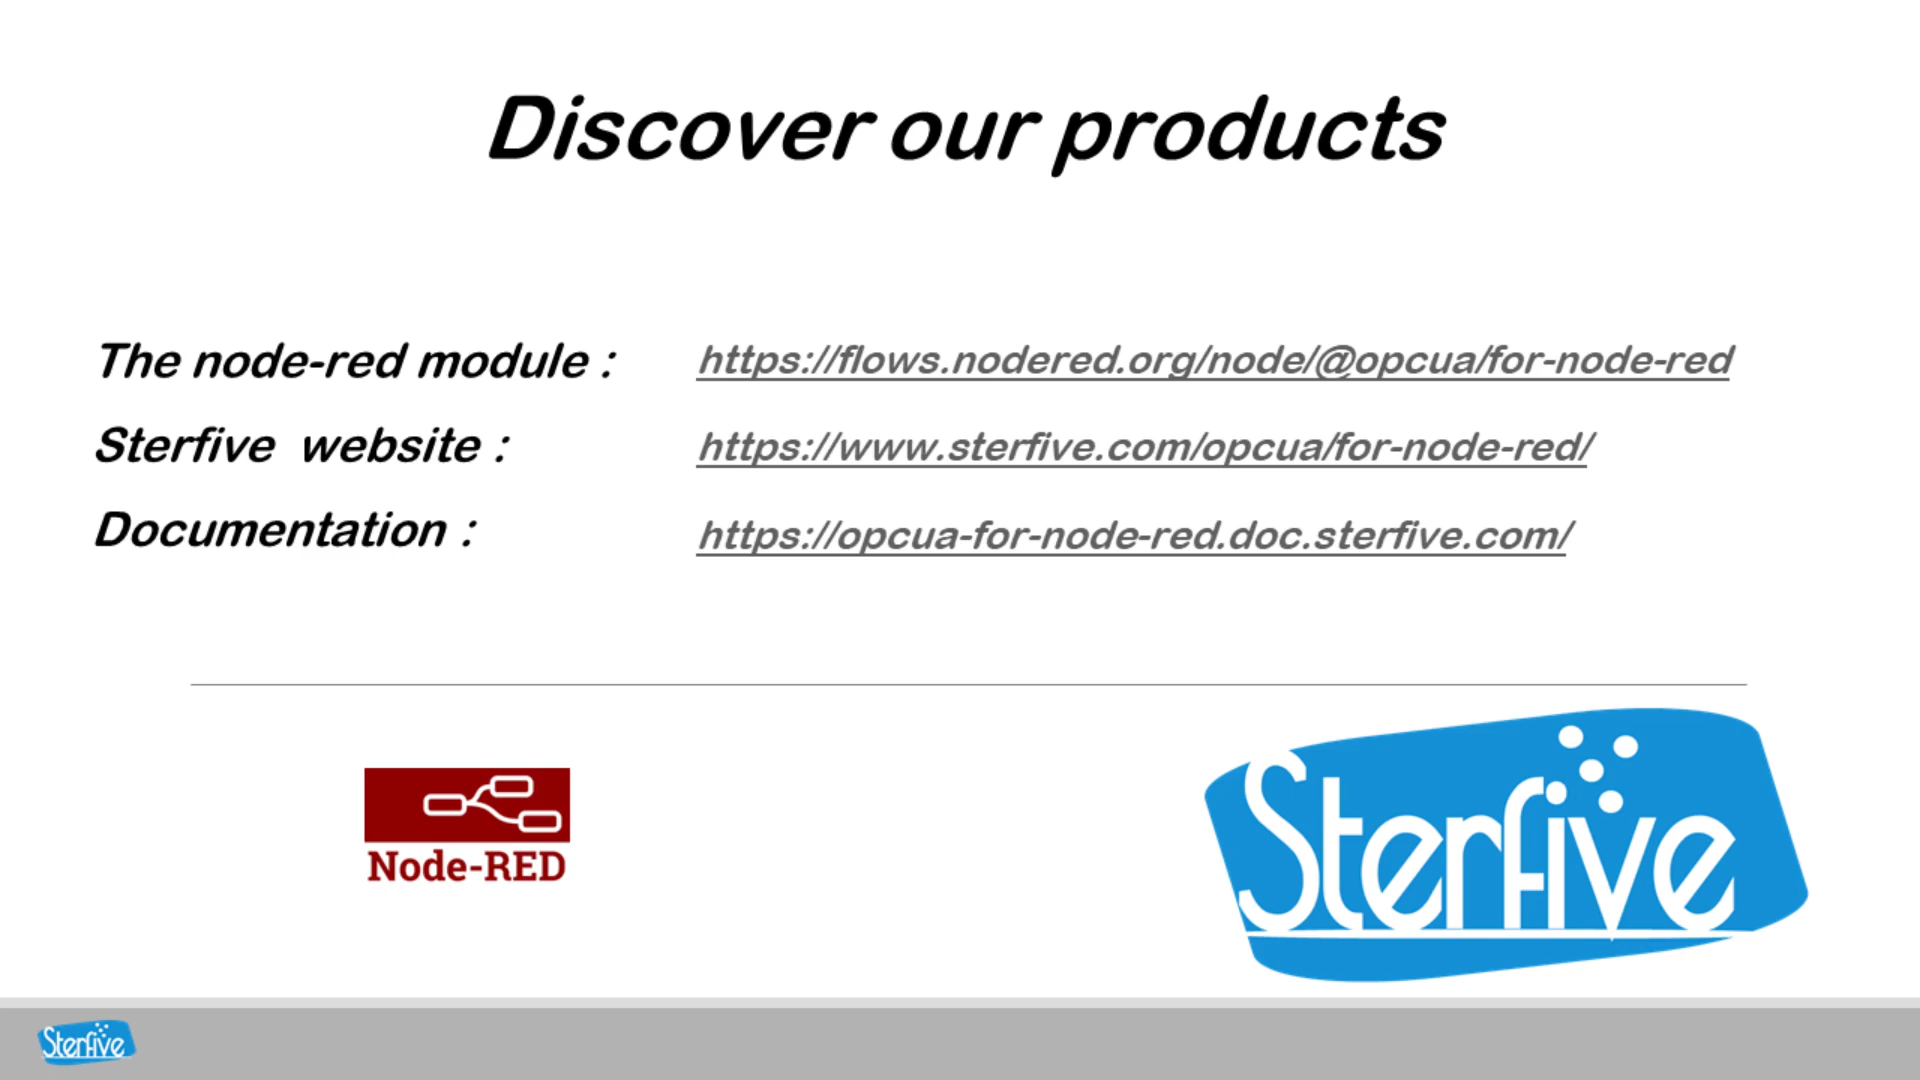 Discover our products
The node-red module : https://flows.nodered.org/node/@opcua/for-node-red
Sterfive website : https://www.sterfive.com/opcua/for-node-red/
Documentation : https://opcua-for-node-red.doc.sterfive.com/
Node-RED
Sterfive
Sterfive